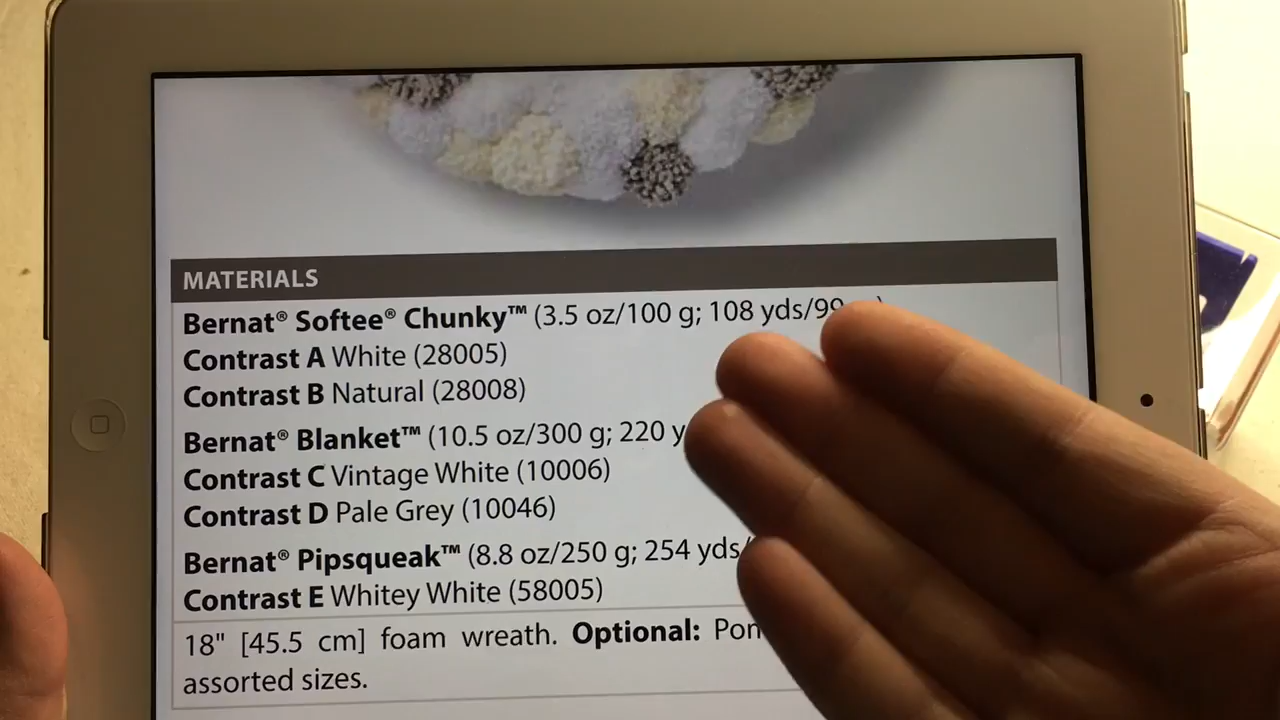 MATERIALS
Bernat® Softee® Chunky™ (3.5 oz/100 g; 108 yds/99
Contrast A White (28005)
Contrast B Natural (28008)
Bernat® Blanket™ (10.5 oz/300 g; 220 y
Contrast C Vintage White (10006)
Contrast D Pale Grey (10046)
Bernat® Pipsqueak™ (8.8 oz/250 g; 254 yds/
Contrast E Whitey White (58005)
18" [45.5 cm] foam wreath. Optional:
assorted sizes.